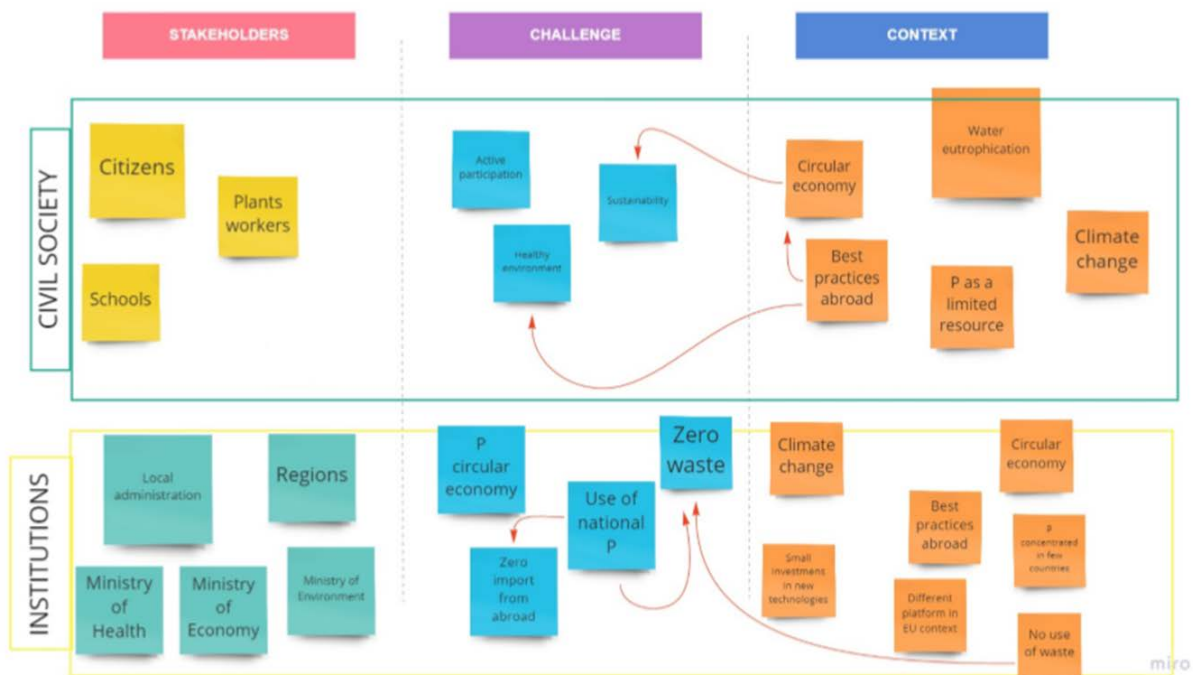 STAKEHOLDERS
CHALLENGE
CONTEXT
CIVIL SOCIETY
Citizens
Plants
workers
Schools
Active
participation
Sustainability
Healthy
environment
Circular
economy
Water
eutrophication
Best
practices
abroad
P as a
limited
resource
Climate
change
INSTITUTIONS
Local
administration
Regions
Ministry
of
Health
Ministry
of
Economy
Ministry of
Environment
P
circular
economy
Use of
national
P
Zero
waste
Zero
import
from
abroad
Climate
change
Circular
economy
Best
practices
abroad
P
concentrated
in few
countries
Small
investmens
in new
technologies
Different
platform in
EU context
No use
of waste
miro